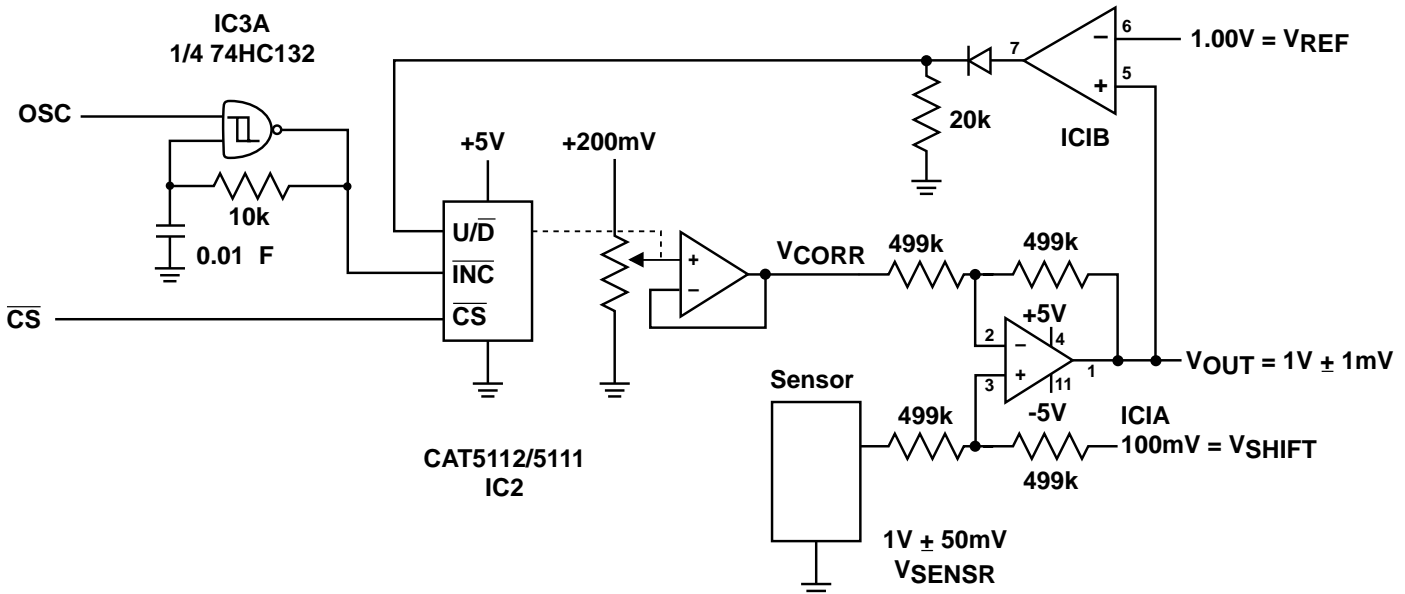 IC3A
1/4 74HC132
OSC
10k
0.01 F
CS
+5V
U/D
INC
CS
CAT5112/5111
IC2
+200mV
+
−
VCORR
499k
499k
20k
7
−
6
+
5
ICIB
1.00V = VREF
+5V
2
−
4
3
+
11
1
-5V
VOUT = 1V ± 1mV
Sensor
499k
499k
ICIA
100mV = VSHIFT
1V ± 50mV
VSENSR